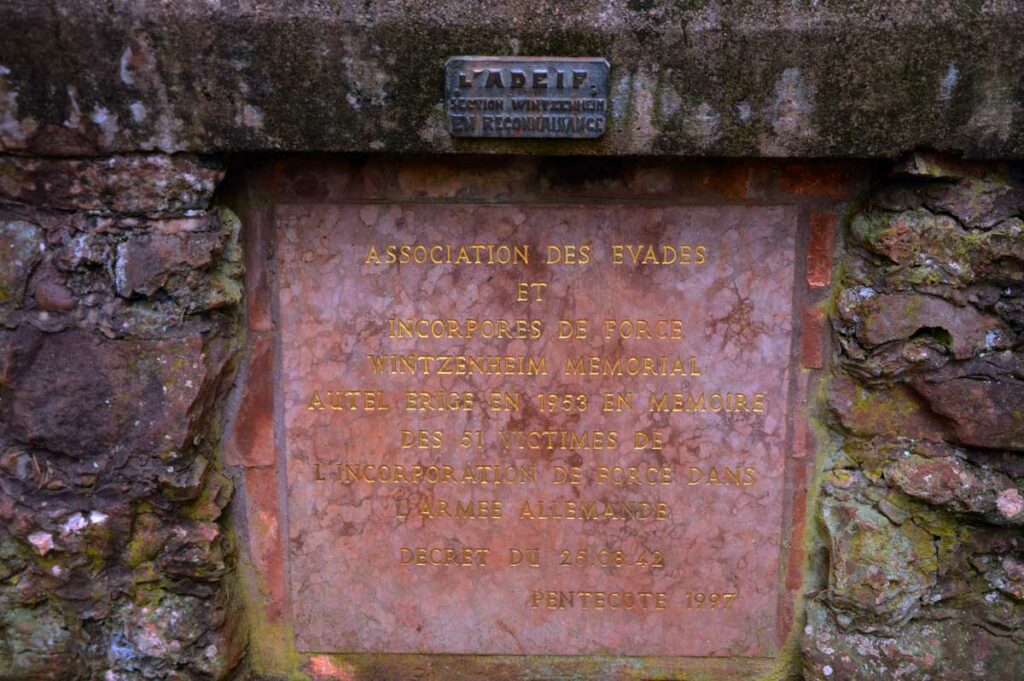 L'ADEIF.
SECTION WINTZENHEIM
EN RECONNAISSANCE
ASSOCIATION DES EVADES
ET
INCORPORES DE FORCE
WINTZENHEIM MEMORIAL
AUTEL ERIGE EN 1953 EN MEMOIRE
DES 51 VICTIMES DE
L'INCORPORATION DE FORCE DANS
L'ARMEE ALLEMANDE
DECRET DU 25.08.42
PENTECOTE 1997